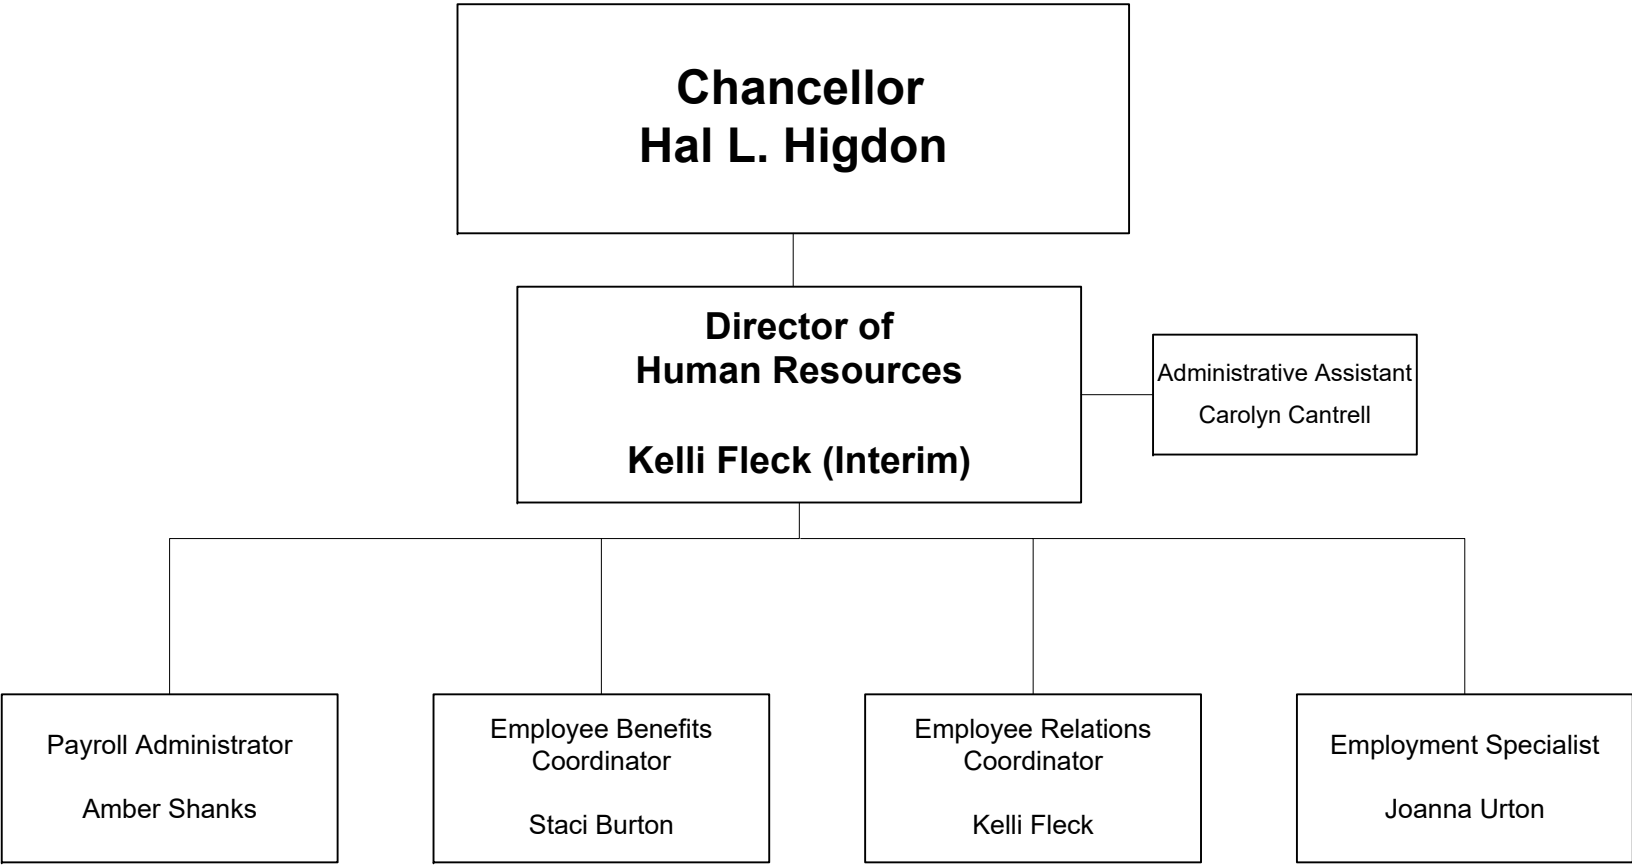 Chancellor
Hal L. Higdon
Director of
Human Resources
Kelli Fleck (Interim)
Administrative Assistant
Carolyn Cantrell
Payroll Administrator
Amber Shanks
Employee Benefits
Coordinator
Staci Burton
Employee Relations
Coordinator
Kelli Fleck
Employment Specialist
Joanna Urton